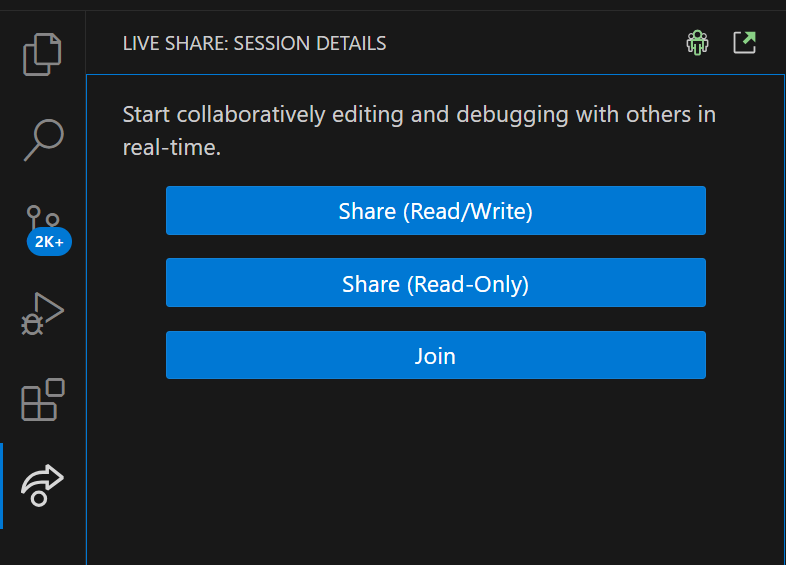 LIVE SHARE: SESSION DETAILS
Start collaboratively editing and debugging with others in
real-time.
Share (Read/Write)
2K+
Share (Read-Only)
Join